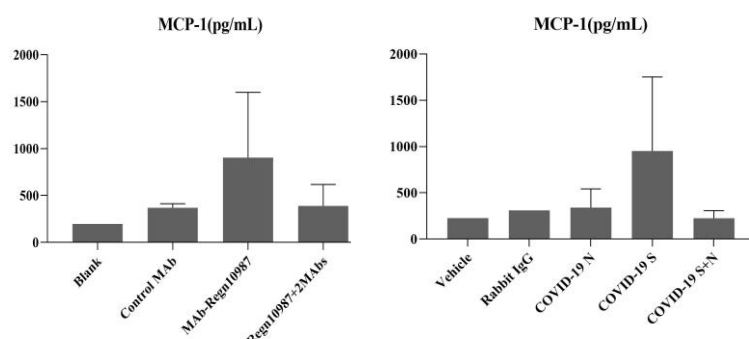 MCP-1(pg/mL)
2000
1500
1000
500
0
Blank
Control MAb
MAb-Regn10987
Regn10987+2MAbs
MCP-1(pg/mL)
2000
1500
1000
500
0
Vehicle
Rabbit IgG
COVID-19 N
COVID-19 S
COVID-19 S+N